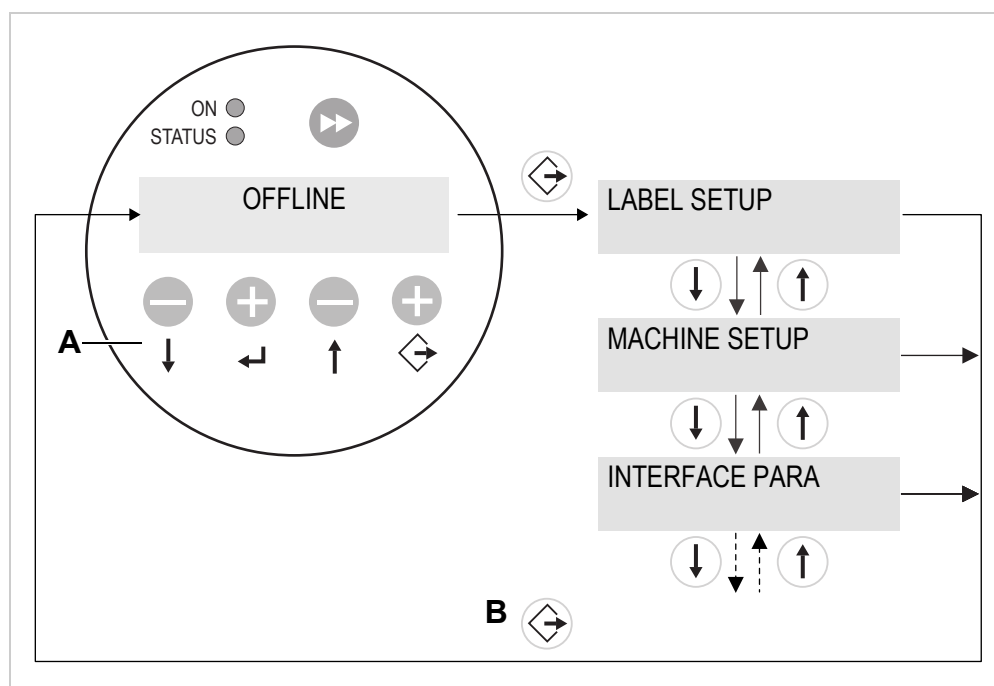 ON
STATUS
OFFLINE
A
LABEL SETUP
MACHINE SETUP
INTERFACE PARA
B